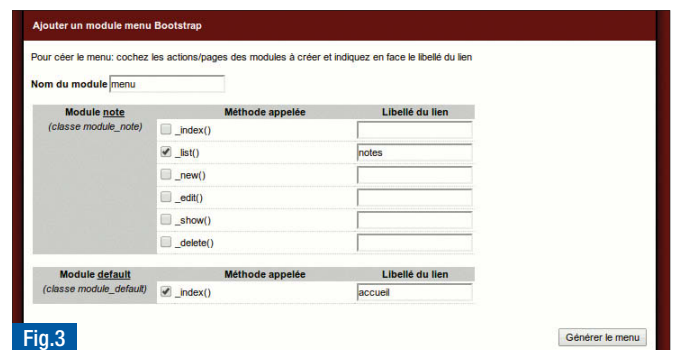 Ajouter un module menu Bootstrap
Pour céer le menu: cochez les actions/pages des modules à créer et indiquez en face le libellé du lien
Nom du module menu
Module note Méthode appelée Libellé du lien
(classe module_note) _index()
_list() notes
_new()
_edit()
_show()
_delete()
Module default Méthode appelée Libellé du lien
(classe module_default) _index() accueil
Fig.3
Générer le menu